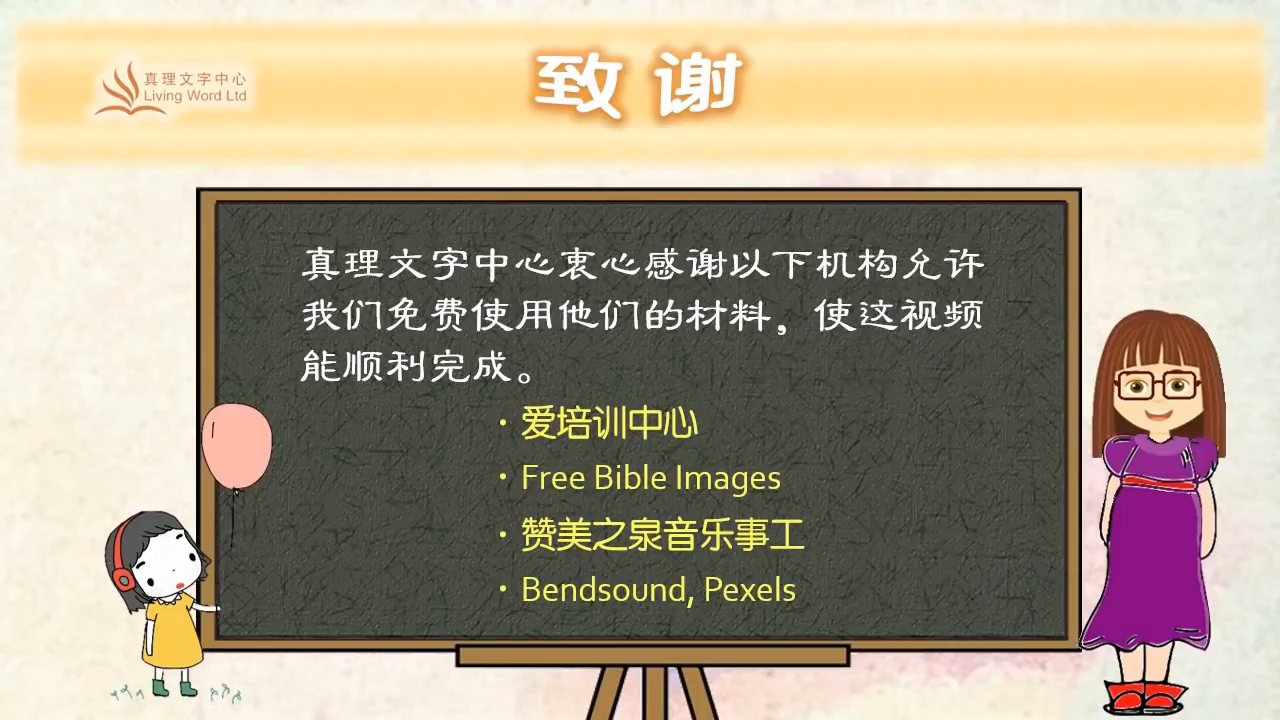 真理文字中心
Living Word Ltd
致谢
真理文字中心衷心感谢以下机构允许
我们免费使用他们的材料，使这视频
能顺利完成。
· 爱培训中心
· Free Bible Images
· 赞美之泉音乐事工
· Bendsound, Pexels